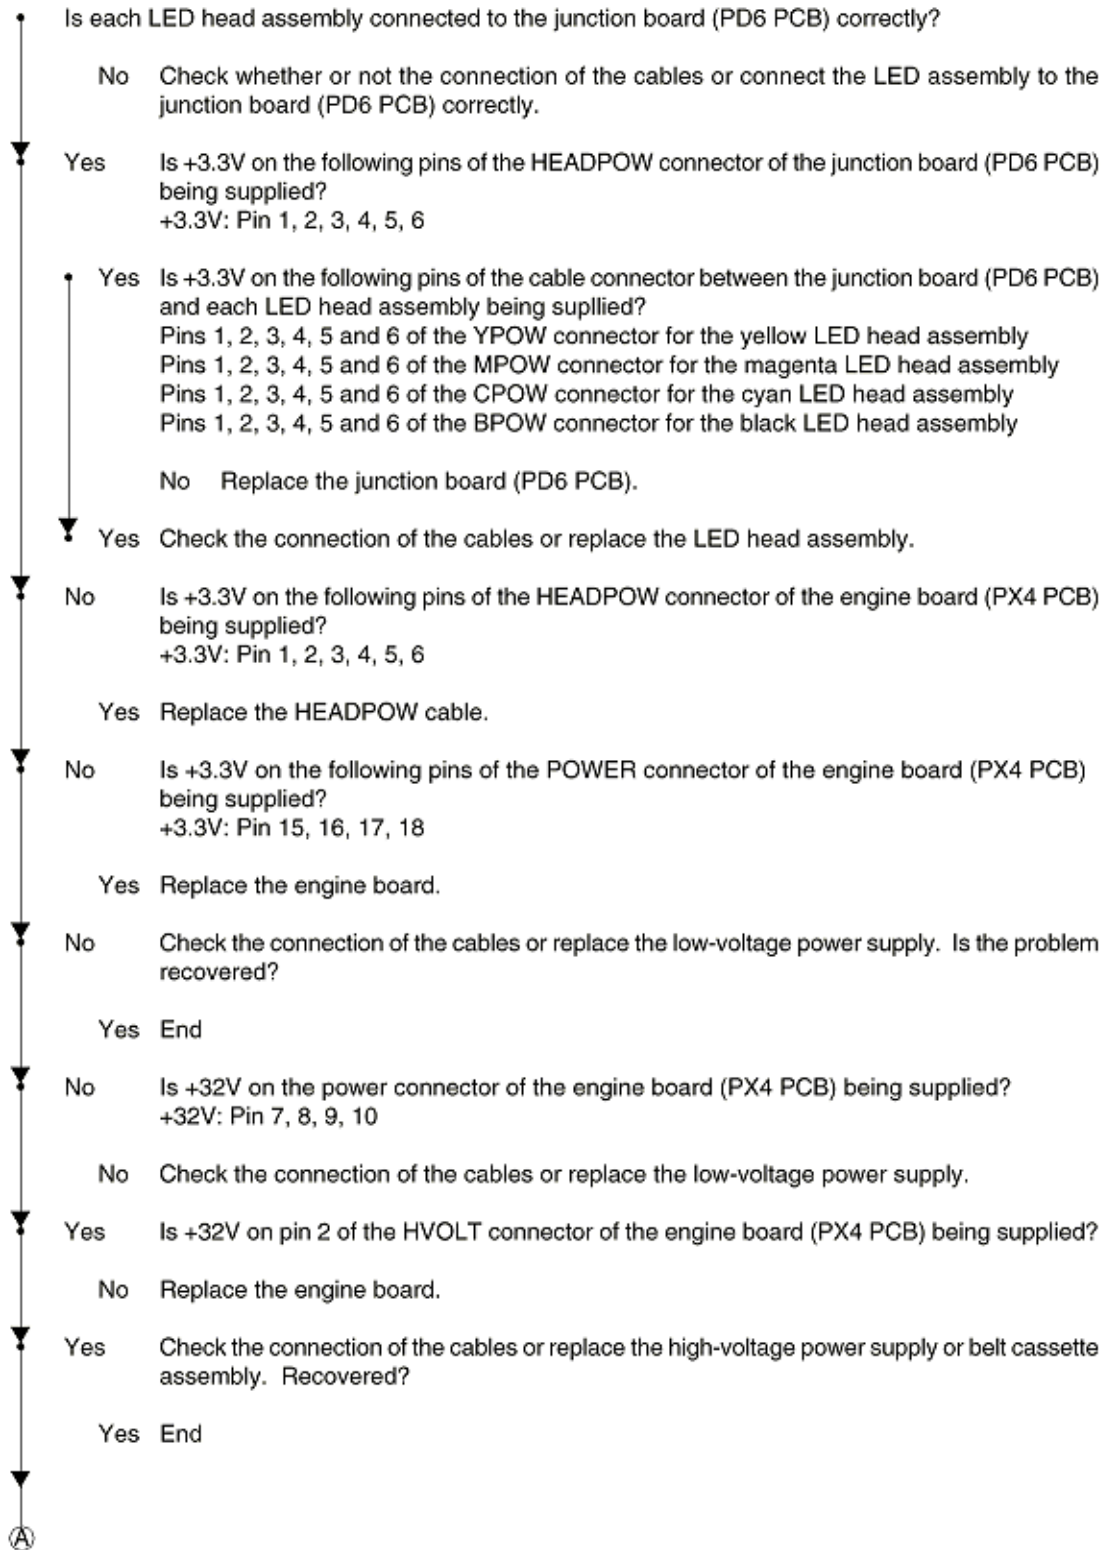 Is each LED head assembly connected to the junction board (PD6 PCB) correctly?
No Check whether or not the connection of the cables or connect the LED assembly to the
junction board (PD6 PCB) correctly.
Yes Is +3.3V on the following pins of the HEADPOW connector of the junction board (PD6 PCB)
being supplied?
+3.3V: Pin 1, 2, 3, 4, 5, 6
Yes Is +3.3V on the following pins of the cable connector between the junction board (PD6 PCB)
and each LED head assembly being supllied?
Pins 1, 2, 3, 4, 5 and 6 of the YPOW connector for the yellow LED head assembly
Pins 1, 2, 3, 4, 5 and 6 of the MPOW connector for the magenta LED head assembly
Pins 1, 2, 3, 4, 5 and 6 of the CPOW connector for the cyan LED head assembly
Pins 1, 2, 3, 4, 5 and 6 of the BPOW connector for the black LED head assembly
No Replace the junction board (PD6 PCB).
Yes Check the connection of the cables or replace the LED head assembly.
No Is +3.3V on the following pins of the HEADPOW connector of the engine board (PX4 PCB)
being supplied?
+3.3V: Pin 1, 2, 3, 4, 5, 6
Yes Replace the HEADPOW cable.
No Is +3.3V on the following pins of the POWER connector of the engine board (PX4 PCB)
being supplied?
+3.3V: Pin 15, 16, 17, 18
Yes Replace the engine board.
No Check the connection of the cables or replace the low-voltage power supply. Is the problem
recovered?
Yes End
No Is +32V on the power connector of the engine board (PX4 PCB) being supplied?
+32V: Pin 7, 8, 9, 10
No Check the connection of the cables or replace the low-voltage power supply.
Yes Is +32V on pin 2 of the HVOLT connector of the engine board (PX4 PCB) being supplied?
No Replace the engine board.
Yes Check the connection of the cables or replace the high-voltage power supply or belt cassette
assembly. Recovered?
Yes End
Ⓐ